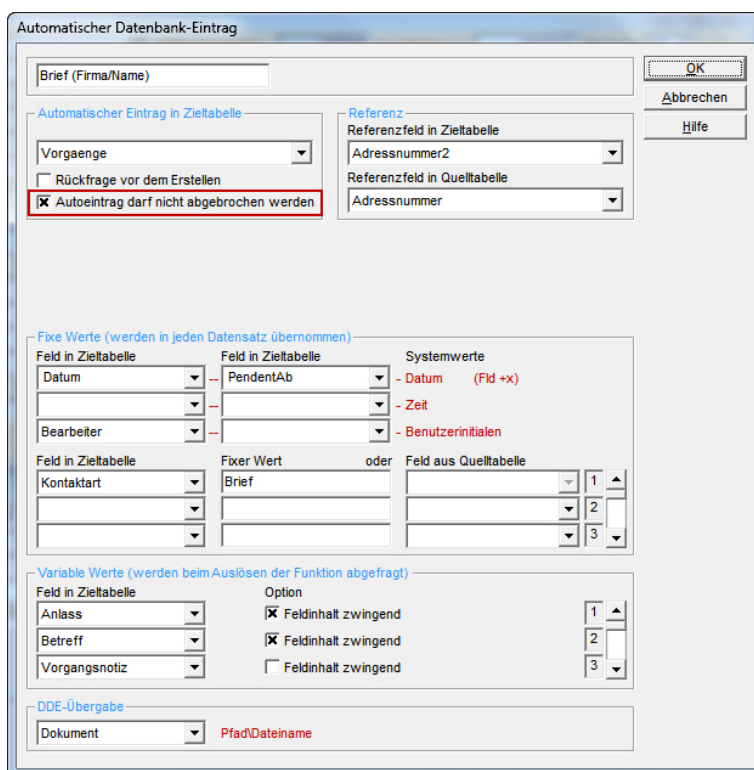 Automatischer Datenbank-Eintrag
Brief (Firma/Name)
OK
Abbrechen
Hilfe
Automatischer Eintrag in Zieltabelle
Vorgaenge
Rückfrage vor dem Erstellen
Autoeintrag darf nicht abgebrochen werden
Referenz
Referenzfeld in Zieltabelle
Adressnummer2
Referenzfeld in Quelltabelle
Adressnummer
Fixe Werte (werden in jeden Datensatz übernommen)
Feld in Zieltabelle Feld in Zieltabelle Systemwerte
Datum -- PendentAb - Datum (Fld +x)
-- - Zeit
Bearbeiter -- - Benutzerinitialen
Feld in Zieltabelle Fixer Wert oder Feld aus Quelltabelle
Kontaktart Brief 1
2
3
Variable Werte (werden beim Auslösen der Funktion abgefragt)
Feld in Zieltabelle Option
Anlass Feldinhalt zwingend 1
Betreff Feldinhalt zwingend 2
Vorgangsnotiz Feldinhalt zwingend 3
DDE-Übergabe
Dokument Pfad\Dateiname